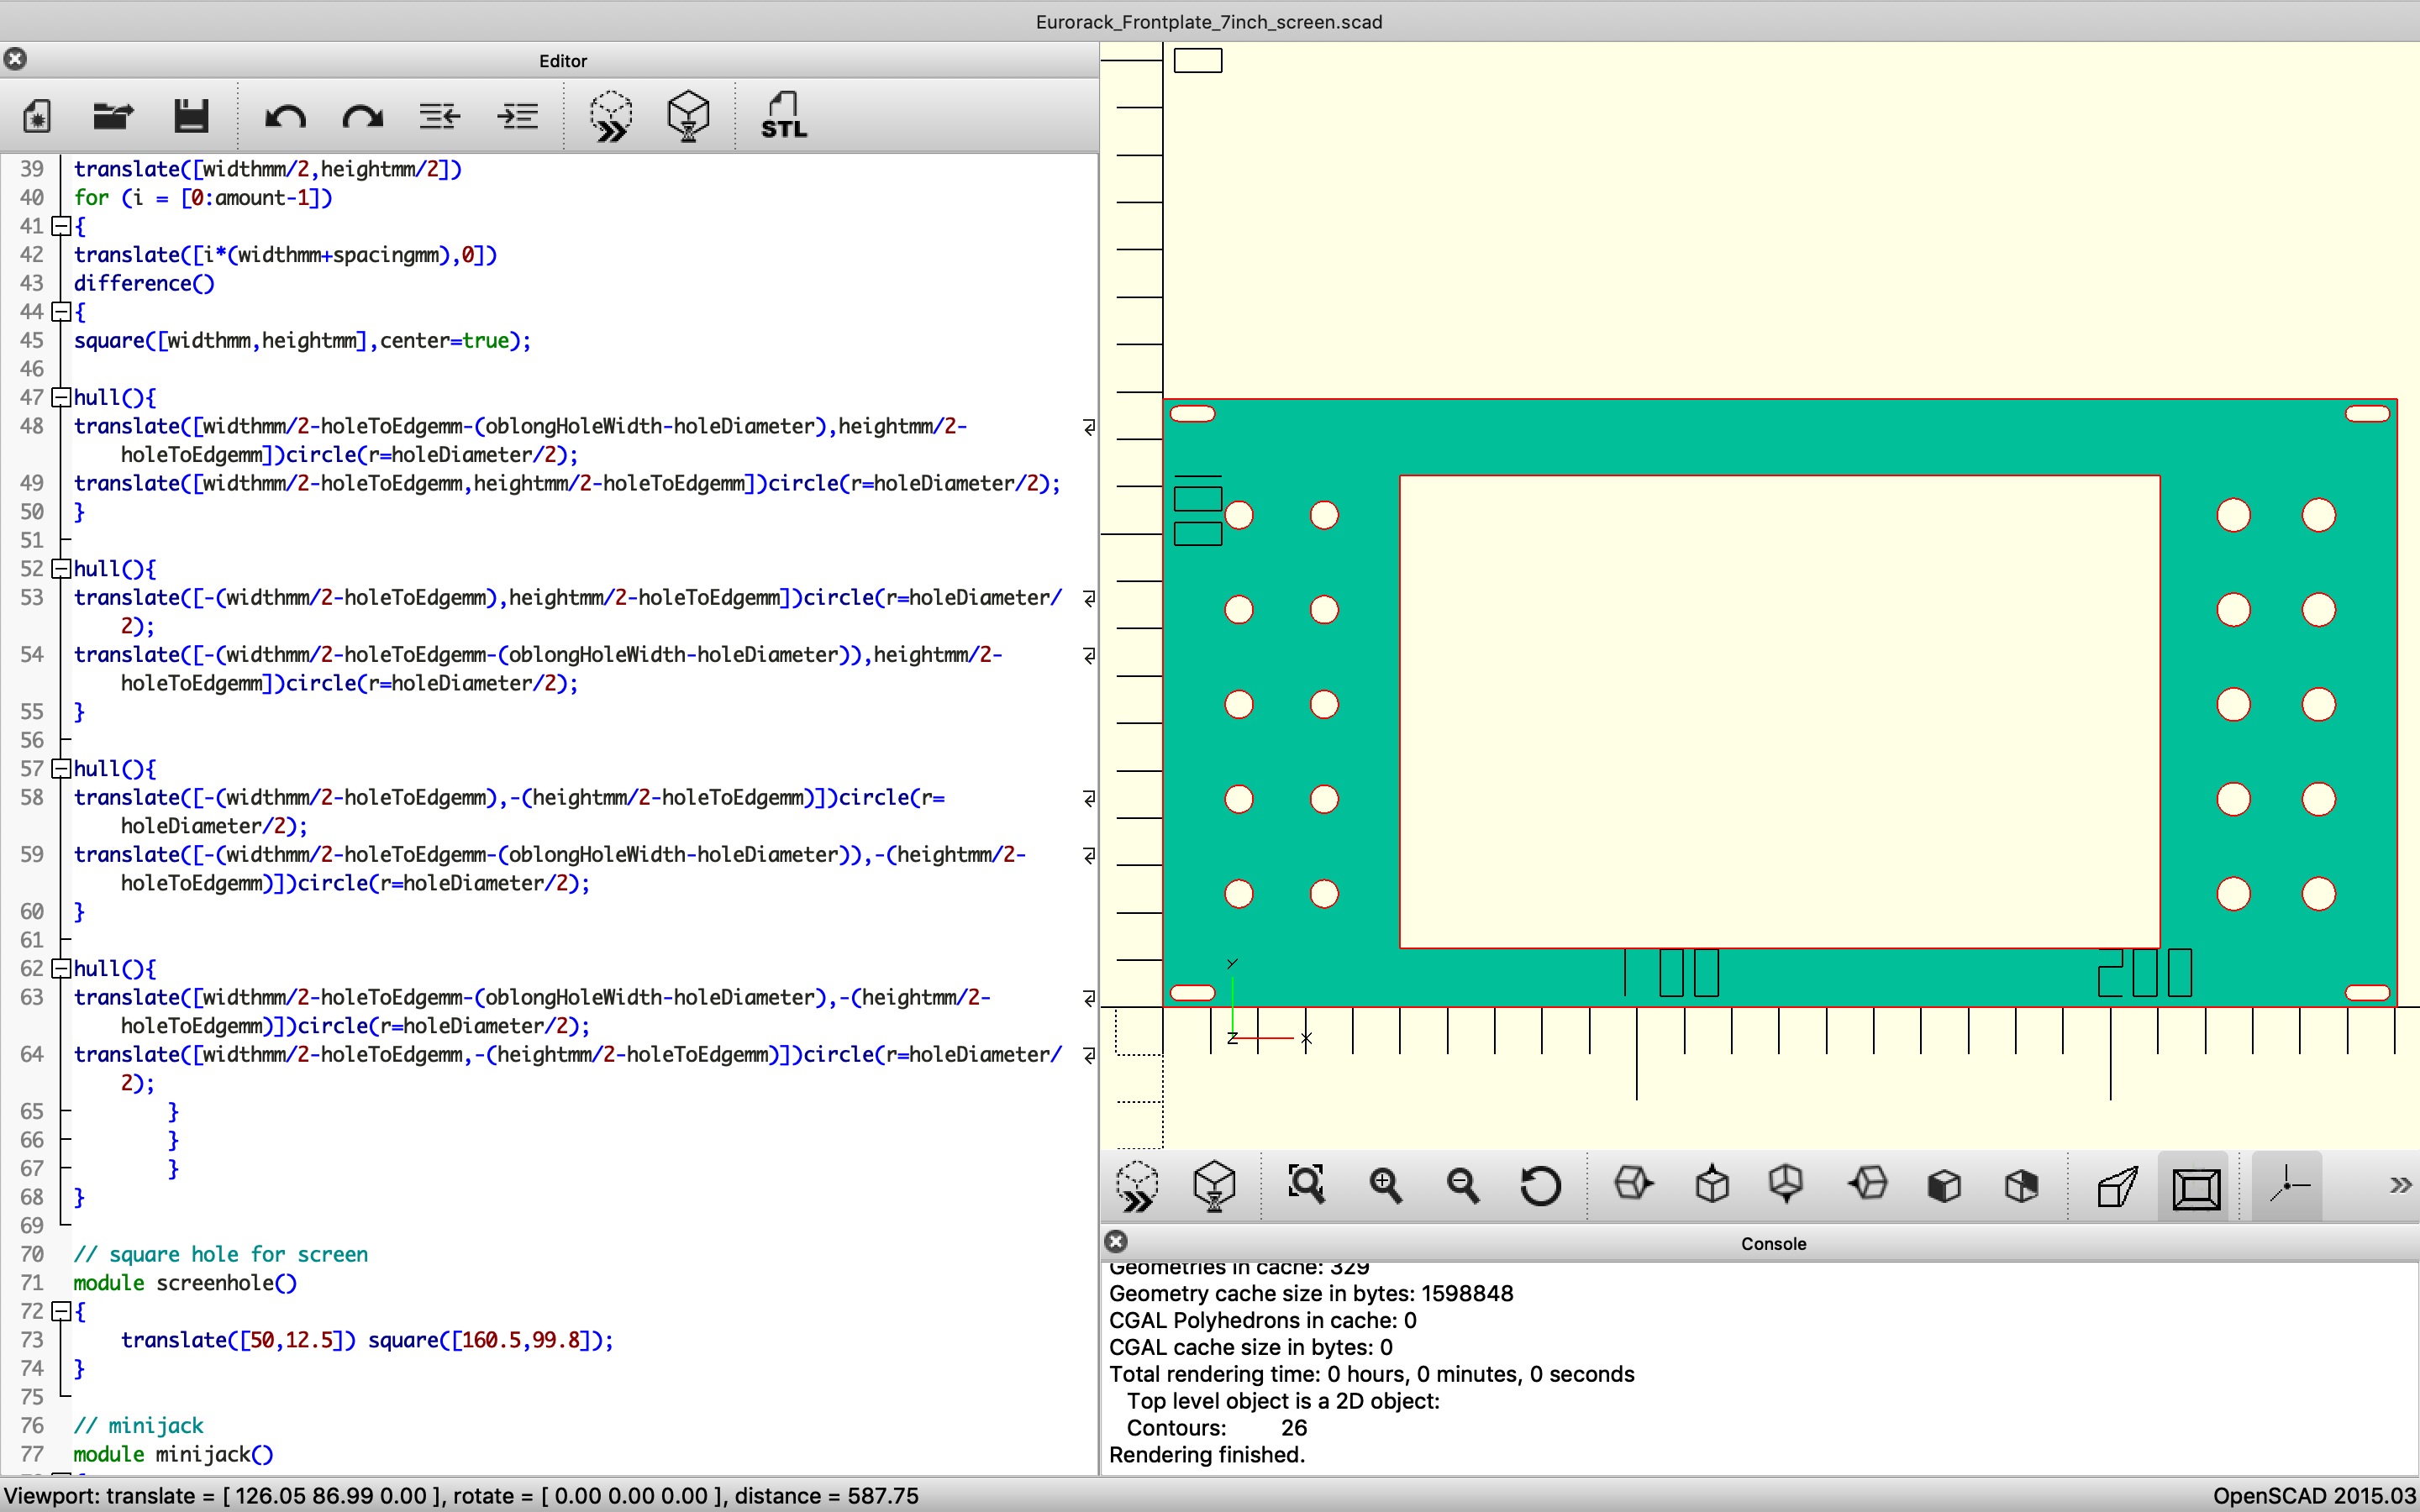 Eurorack_Frontplate_7inch_screen.scad
Editor
STL
39 translate([widthmm/2,heightmm/2])
40 for (i = [0:amount-1])
41 {
42 translate([i*(widthmm+spacingmm),0])
43 difference()
44 {
45 square([widthmm,heightmm],center=true);
46
47 hull(){
48 translate([widthmm/2-holeToEdgemm-(oblongHoleWidth-holeDiameter),heightmm/2-
holeToEdgemm])circle(r=holeDiameter/2);
49 translate([widthmm/2-holeToEdgemm,heightmm/2-holeToEdgemm])circle(r=holeDiameter/2);
50 }
51
52 hull(){
53 translate([-(widthmm/2-holeToEdgemm),heightmm/2-holeToEdgemm])circle(r=holeDiameter/
2);
54 translate([-(widthmm/2-holeToEdgemm-(oblongHoleWidth-holeDiameter)),heightmm/2-
holeToEdgemm])circle(r=holeDiameter/2);
55 }
56
57 hull(){
58 translate([-(widthmm/2-holeToEdgemm),-(heightmm/2-holeToEdgemm)])circle(r=
holeDiameter/2);
59 translate([-(widthmm/2-holeToEdgemm-(oblongHoleWidth-holeDiameter)),-(heightmm/2-
holeToEdgemm)])circle(r=holeDiameter/2);
60 }
61
62 hull(){
63 translate([widthmm/2-holeToEdgemm-(oblongHoleWidth-holeDiameter),-(heightmm/2-
holeToEdgemm)])circle(r=holeDiameter/2);
64 translate([widthmm/2-holeToEdgemm,-(heightmm/2-holeToEdgemm)])circle(r=holeDiameter/
2);
65 }
66 }
67 }
68 }
69
70 // square hole for screen
71 module screenhole()
72 {
73 translate([50,12.5]) square([160.5,99.8]);
74 }
75
76 // minijack
77 module minijack()
100
100
200
Y
Z
X
Console
Geometries in cache: 329
Geometry cache size in bytes: 1598848
CGAL Polyhedrons in cache: 0
CGAL cache size in bytes: 0
Total rendering time: 0 hours, 0 minutes, 0 seconds
Top level object is a 2D object:
Contours: 26
Rendering finished.
Viewport: translate = [ 126.05 86.99 0.00 ], rotate = [ 0.00 0.00 0.00 ], distance = 587.75
OpenSCAD 2015.03